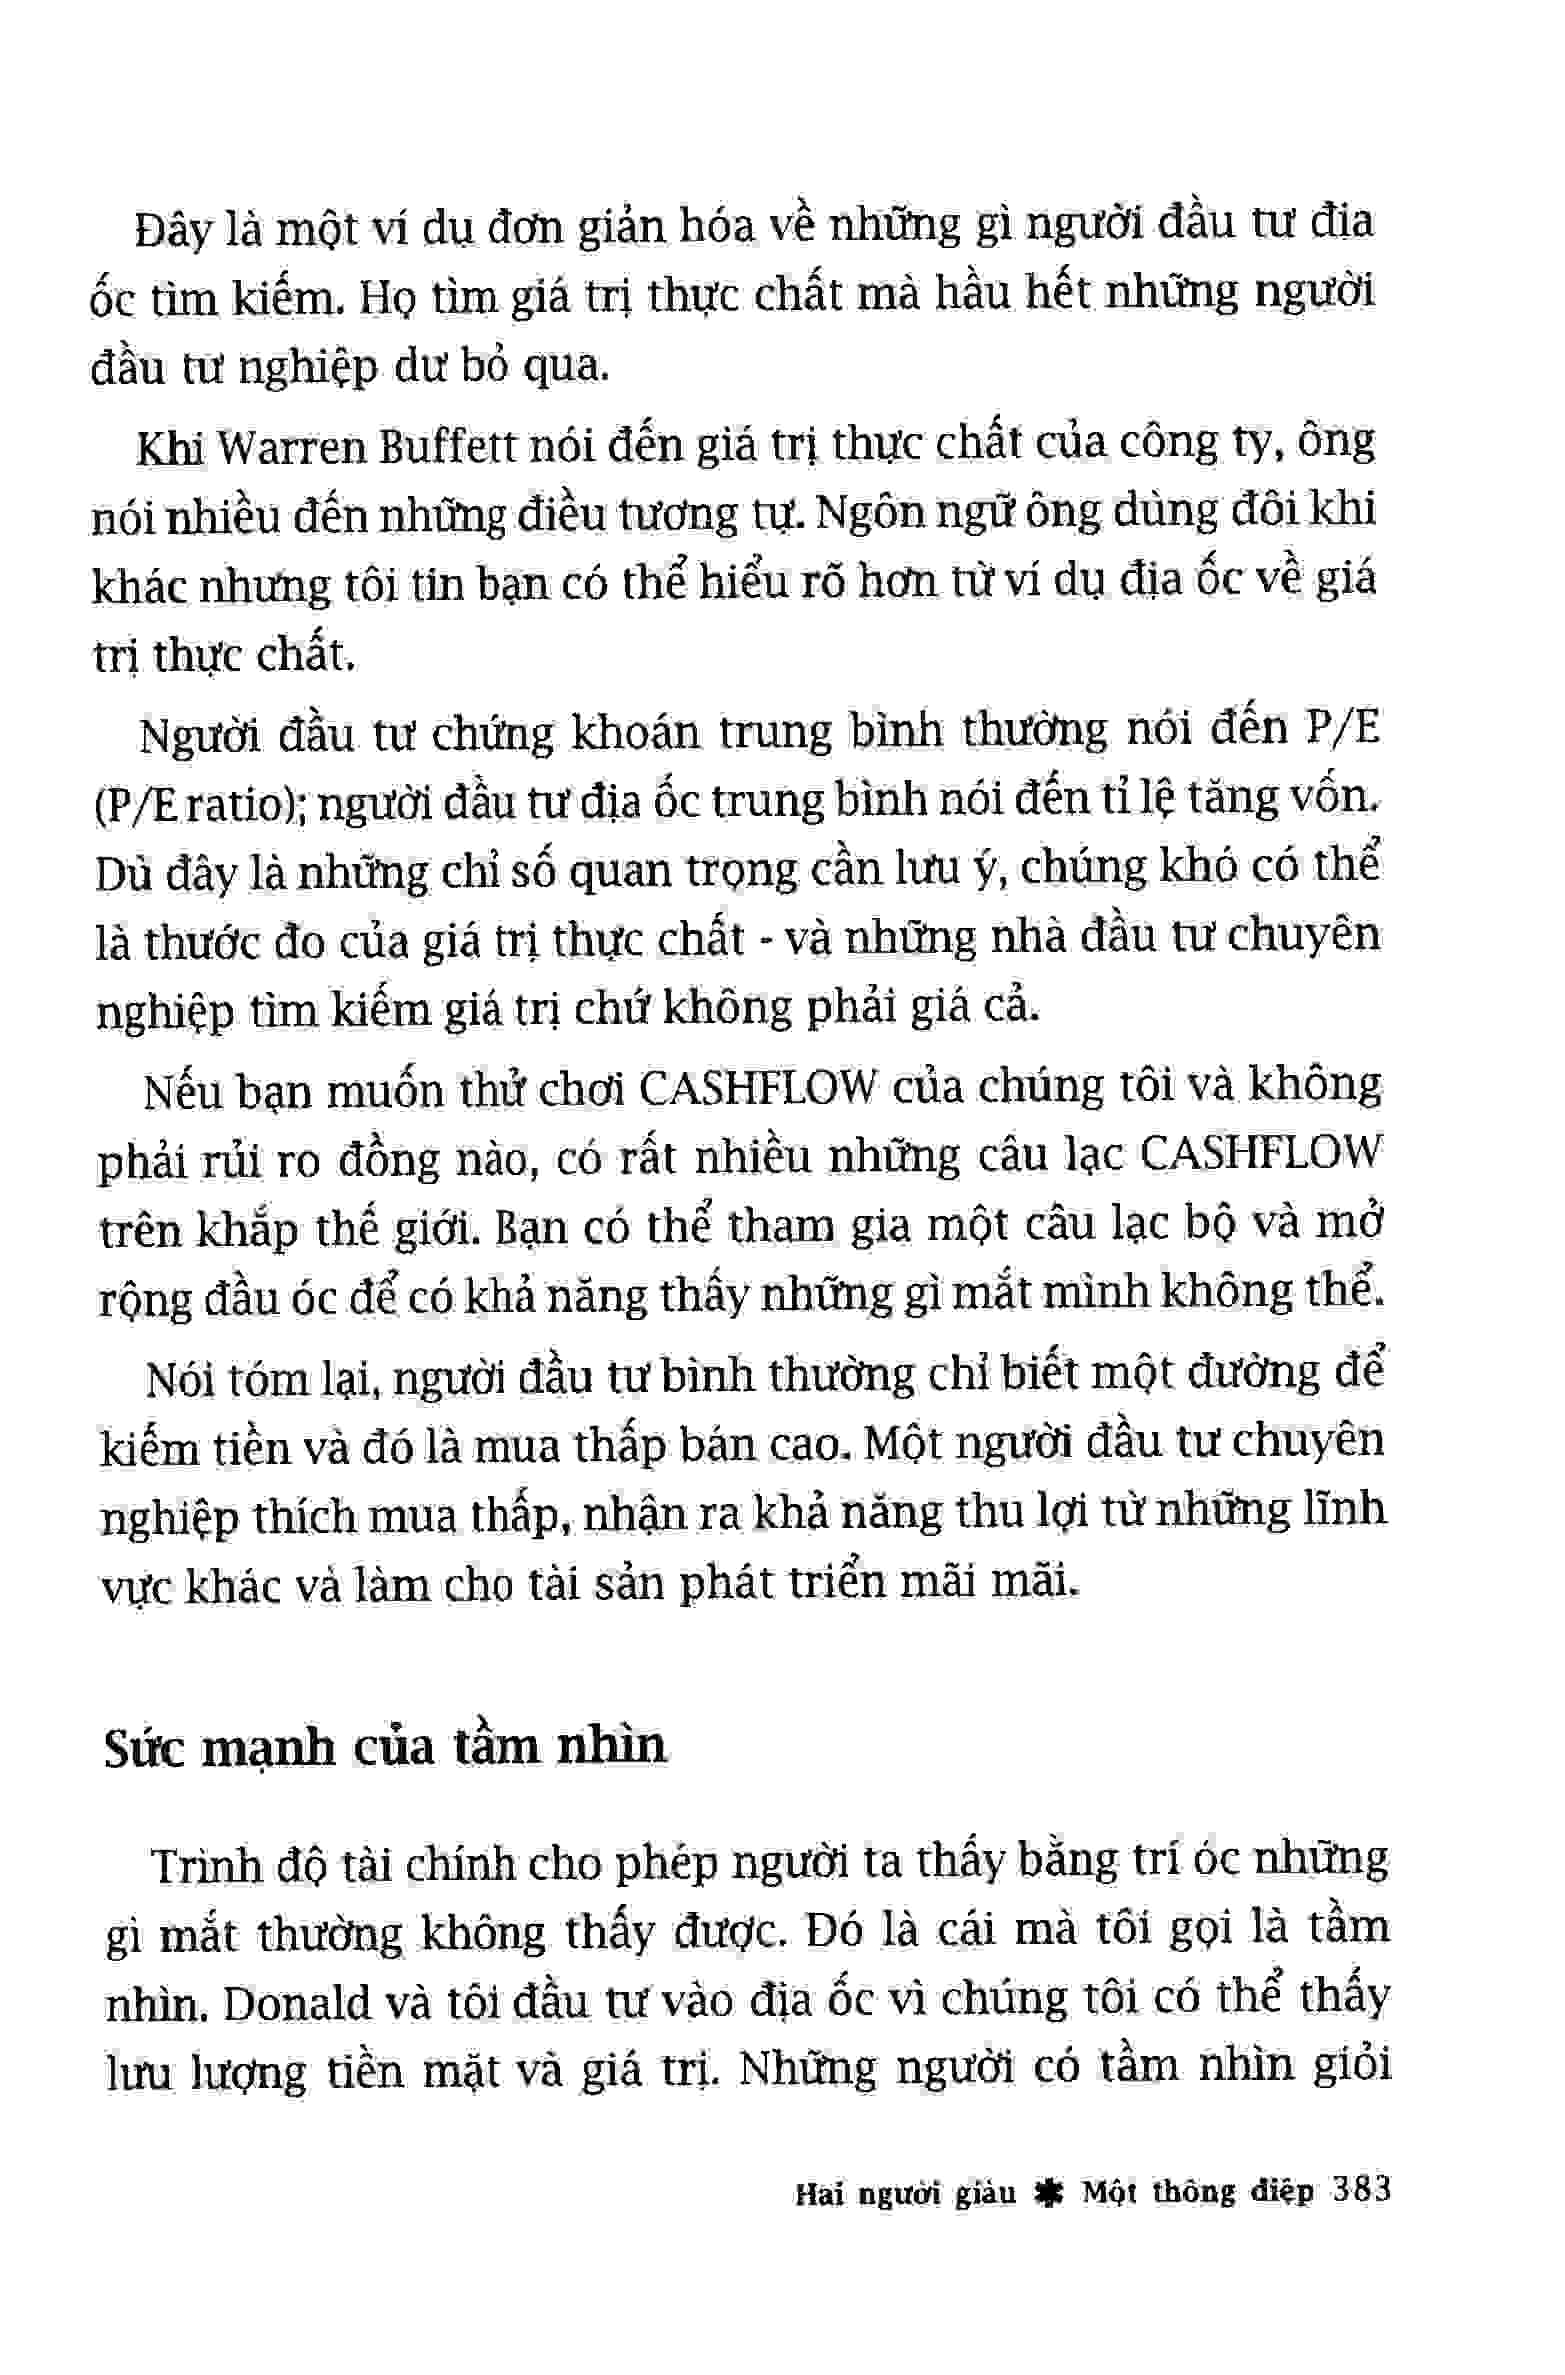 Đây là một ví dụ đơn giản hóa về những gì người đầu tư địa
ốc tìm kiếm. Họ tìm giá trị thực chất mà hầu hết những người
đầu tư nghiệp dư bỏ qua.
Khi Warren Buffett nói đến giá trị thực chất của công ty, ông
nói nhiều đến những điều tương tự. Ngôn ngữ ông dùng đôi khi
khác nhưng tôi tin bạn có thể hiểu rõ hơn từ ví dụ địa ốc về giá
trị thực chất.
Người đầu tư chứng khoán trung bình thường nói đến P/E
(P/E ratio); người đầu tư địa ốc trung bình nói đến tỉ lệ tăng vốn.
Dù đây là những chỉ số quan trọng cần lưu ý, chúng khó có thể
là thước đo của giá trị thực chất - và những nhà đầu tư chuyên
nghiệp tìm kiếm giá trị chứ không phải giá cả.
Nếu bạn muốn thử chơi CASHFLOW của chúng tôi và không
phải rủi ro đồng nào, có rất nhiều những câu lạc CASHFLOW
trên khắp thế giới. Bạn có thể tham gia một câu lạc bộ và mở
rộng đầu óc để có khả năng thấy những gì mắt mình không thể.
Nói tóm lại, người đầu tư bình thường chỉ biết một đường để
kiếm tiền và đó là mua thấp bán cao. Một người đầu tư chuyên
nghiệp thích mua thấp, nhận ra khả năng thu lợi từ những lĩnh
vực khác và làm cho tài sản phát triển mãi mãi.
Sức mạnh của tầm nhìn
Trình độ tài chính cho phép người ta thấy bằng trí óc những
gì mắt thường không thấy được. Đó là cái mà tôi gọi là tầm
nhìn. Donald và tôi đầu tư vào địa ốc vì chúng tôi có thể thấy
lưu lượng tiền mặt và giá trị. Những người có tầm nhìn giỏi
Hai người giàu ✱ Một thông điệp 383